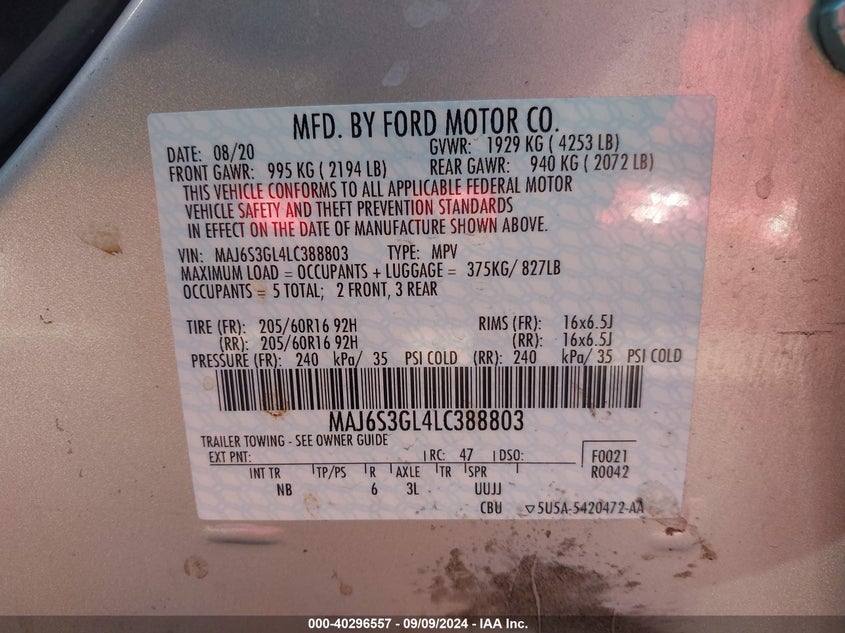 MFD. BY FORD MOTOR CO.
DATE: 08/20 GVWR: 1929 KG ( 4253 LB)
FRONT GAWR: 995 KG ( 2194 LB) REAR GAWR: 940 KG ( 2072 LB)
THIS VEHICLE CONFORMS TO ALL APPLICABLE FEDERAL MOTOR
VEHICLE SAFETY AND THEFT PREVENTION STANDARDS
IN EFFECT ON THE DATE OF MANUFACTURE SHOWN ABOVE.
VIN: MAJ6S3GL4LC388803 TYPE: MPV
MAXIMUM LOAD = OCCUPANTS + LUGGAGE = 375KG/ 827LB
OCCUPANTS = 5 TOTAL; 2 FRONT, 3 REAR
TIRE (FR): 205/60R16 92H RIMS (FR): 16x6.5J
(RR): 205/60R16 92H (RR): 16x6.5J
PRESSURE (FR): 240 kPa/ 35 PSI COLD (RR): 240 kPa/ 35 PSI COLD
MAJ6S3GL4LC388803
TRAILER TOWING - SEE OWNER GUIDE
EXT PNT: RC: 47 DSO: F0021
R0042
INT TR TP/PS R AXLE TR SPR
NB 6 3L UUJJ
CBU ▽5U5A-5420472-AA
000-40296557 - 09/09/2024 - IAA Inc.